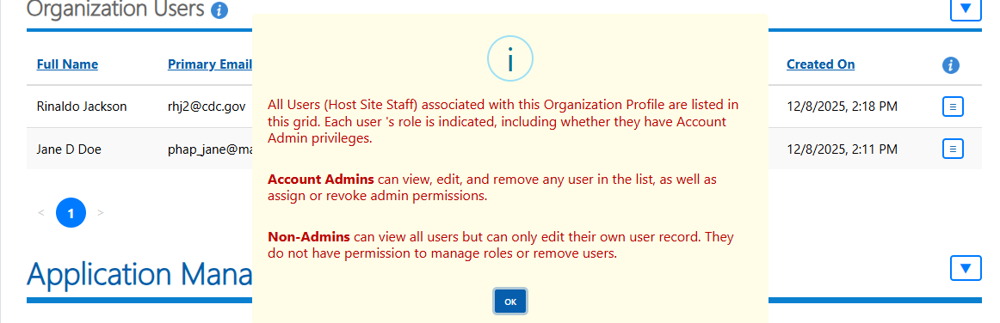 Organization Users
Full Name Primary Email Created On
Rinaldo Jackson rhj2@cdc.gov 12/8/2025, 2:18 PM
Jane D Doe phap_jane@ma 12/8/2025, 2:11 PM
< 1 >
Application Mana
i
All Users (Host Site Staff) associated with this Organization Profile are listed in
this grid. Each user 's role is indicated, including whether they have Account
Admin privileges.
Account Admins can view, edit, and remove any user in the list, as well as
assign or revoke admin permissions.
Non-Admins can view all users but can only edit their own user record. They
do not have permission to manage roles or remove users.
OK